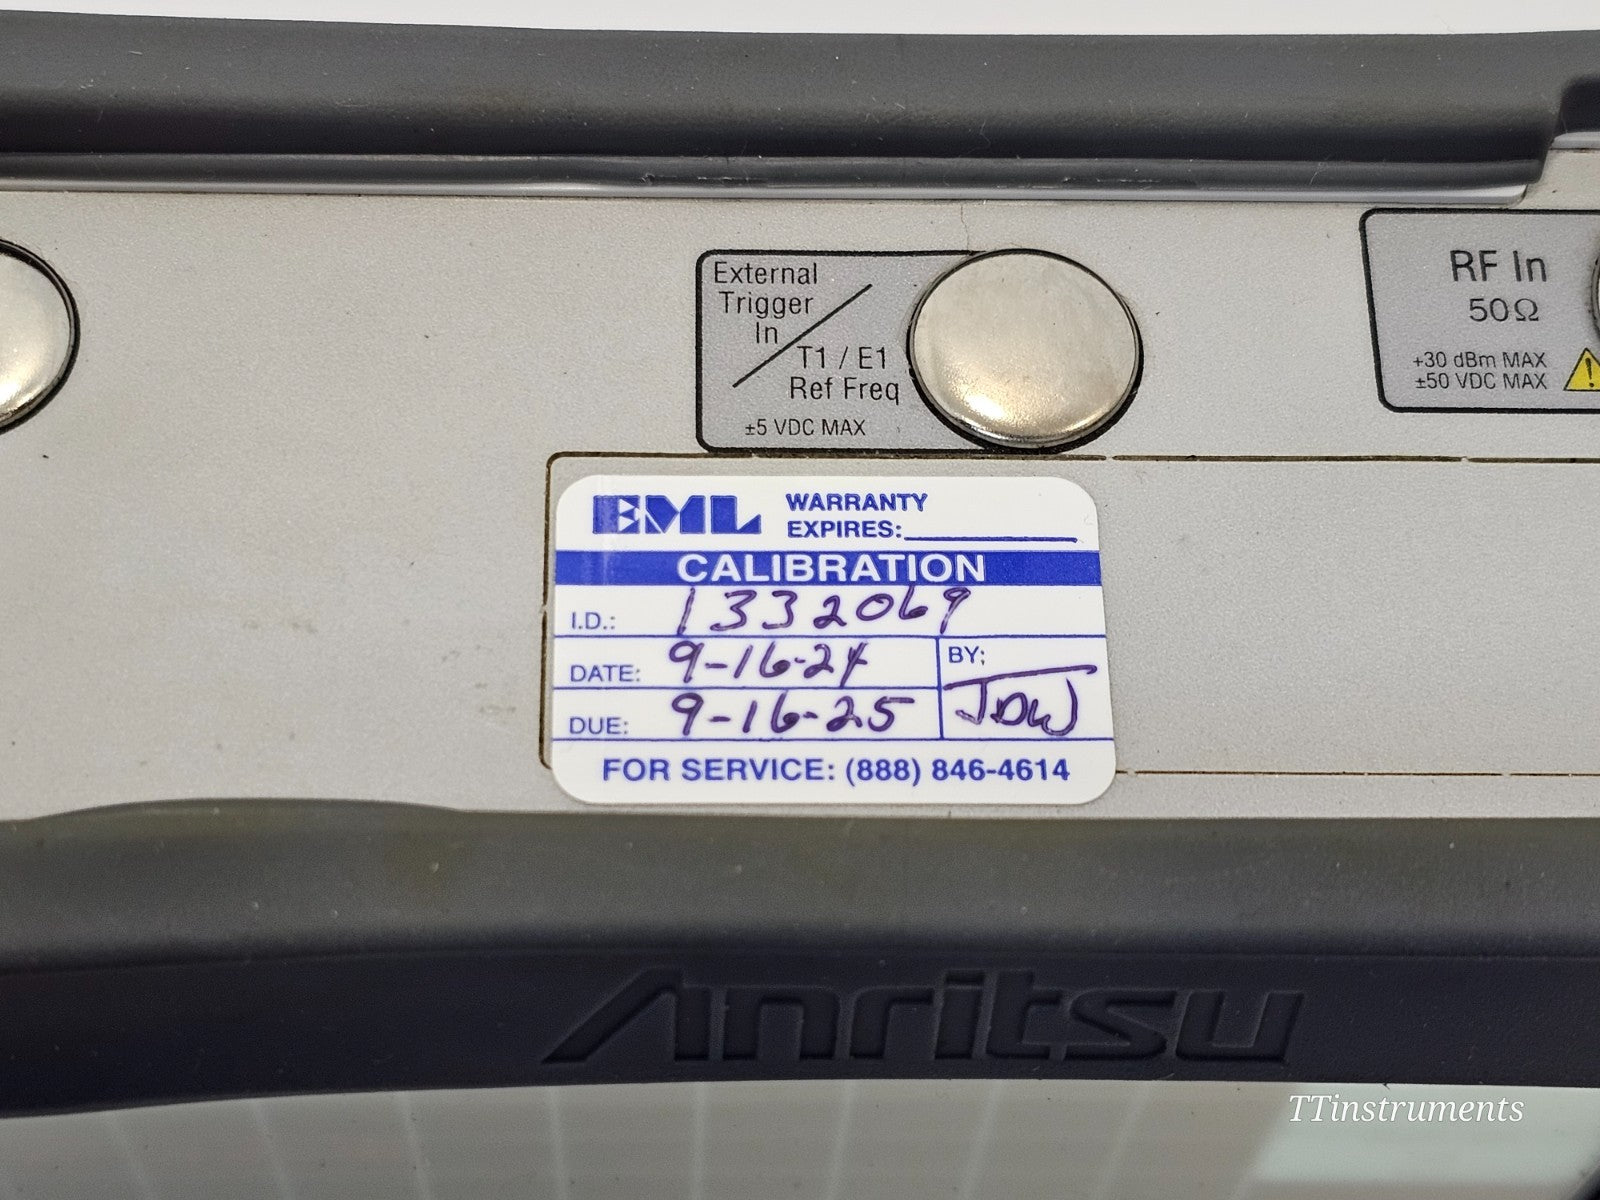 External
Trigger
In
T1 / E1
Ref Freq
±5 VDC MAX
RF In
50Ω
+30 dBm MAX
±50 VDC MAX
EML WARRANTY
EXPIRES:
CALIBRATION
I.D.: 1332069
DATE: 9-16-24 BY;
JDW
DUE: 9-16-25
FOR SERVICE: (888) 846-4614
Anritsu
TTinstruments